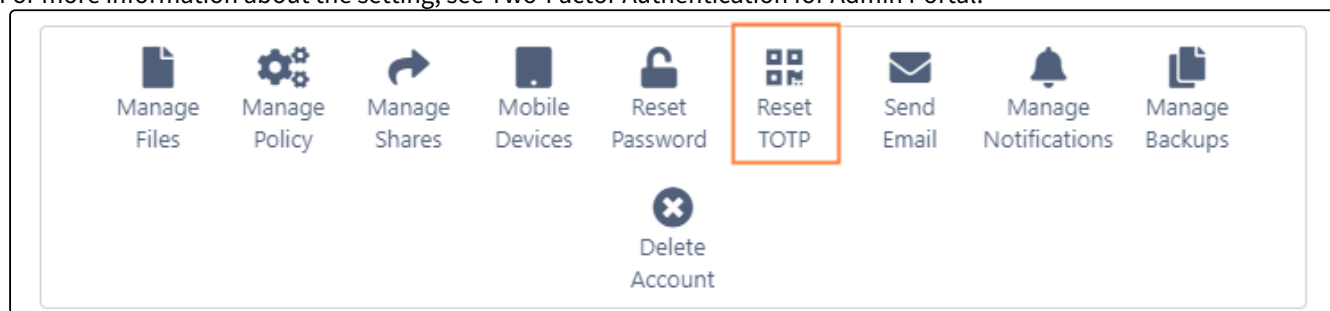 For more information about the setting, see Two-Factor Authentication for Admin Portal.
Manage Manage Manage Mobile Reset Reset Send Manage Manage
Files Policy Shares Devices Password TOTP Email Notifications Backups
Delete
Account